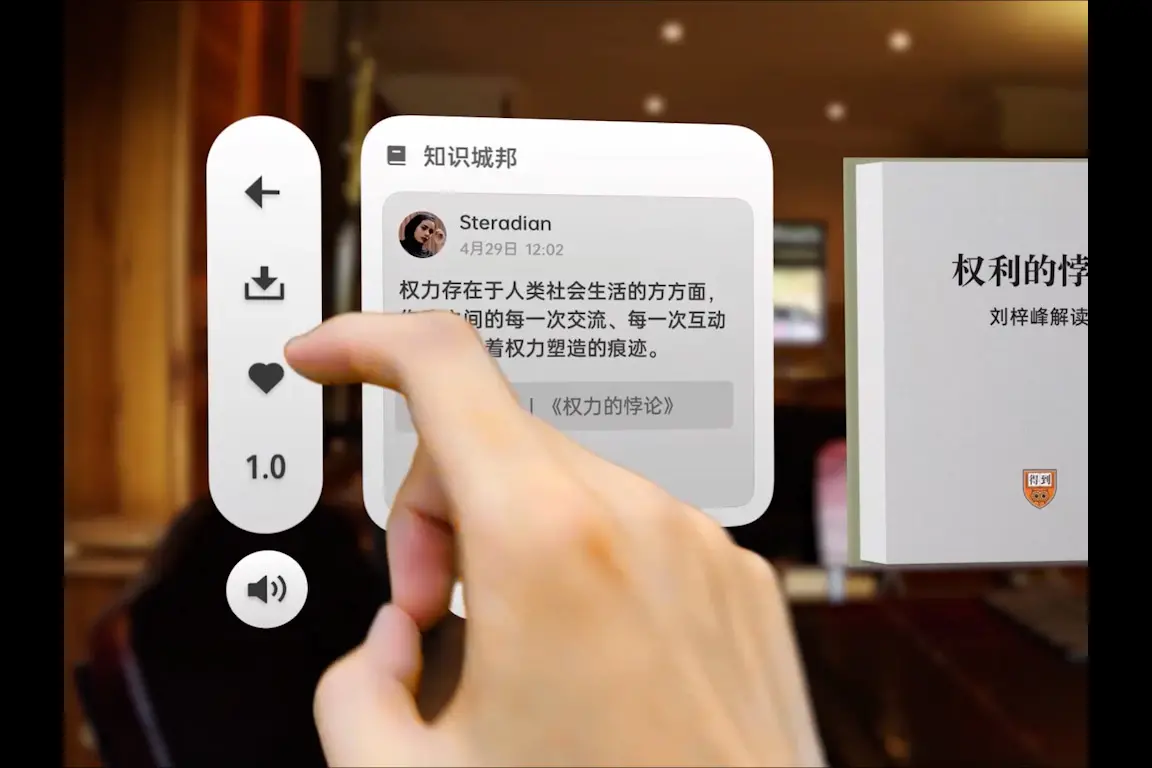 知识城邦
Steradian
4月29日 12:02
权力存在于人类社会生活的方方面，
间的每一次交流、每一次互动
着权力塑造的痕迹。
| 《权力的悖论》
1.0
权利的悖
刘梓峰解读
得到